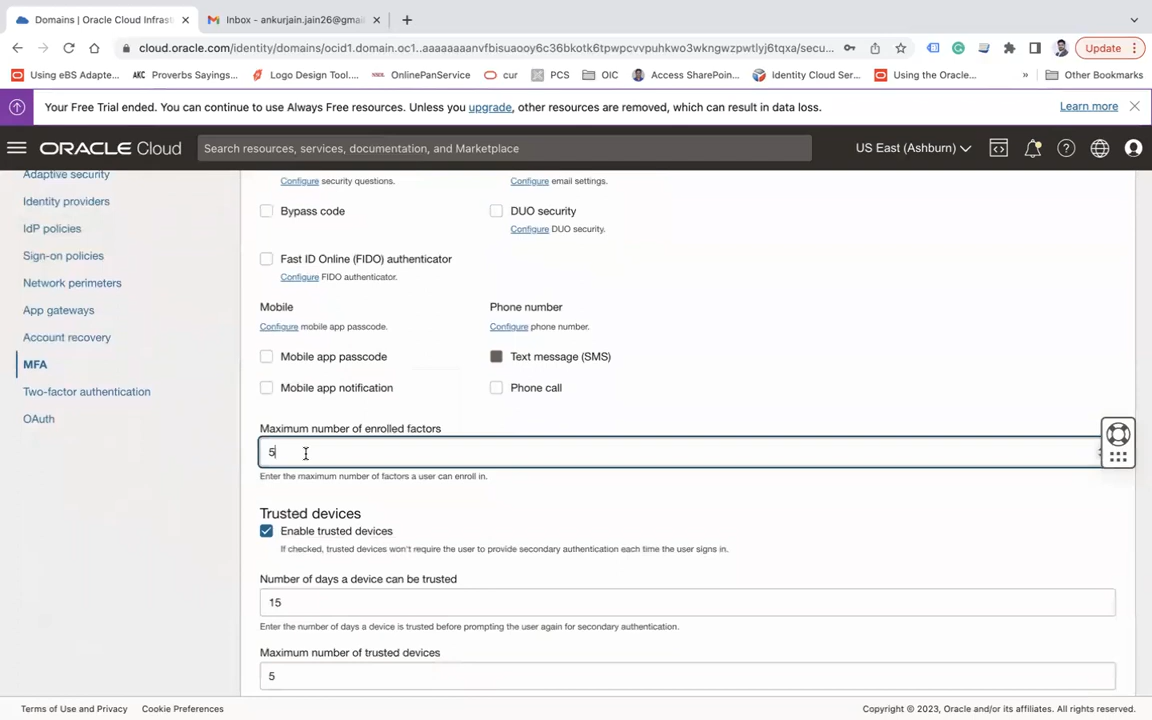 Domains | Oracle Cloud Infrast
Inbox - ankurjain.jain26@gmai
cloud.oracle.com/identity/domains/ocid1.domain.oc1..aaaaaaaanvfbisuaooy6c36bkotk6tpwpcvvpuhkwo3wkngwzpwtlyj6tqxa/secu...
Update
Using eBS Adapte...
AKC Proverbs Sayings...
Logo Design Tool....
OnlinePanService
cur
PCS
OIC
Access SharePoin...
Identity Cloud Ser...
Using the Oracle...
»
Other Bookmarks
Your Free Trial ended. You can continue to use Always Free resources. Unless you upgrade, other resources are removed, which can result in data loss.
Learn more
ORACLE Cloud
Search resources, services, documentation, and Marketplace
US East (Ashburn)
Adaptive security
Identity providers
IdP policies
Sign-on policies
Network perimeters
App gateways
Account recovery
MFA
Two-factor authentication
OAuth
Configure security questions.
Configure email settings.
Bypass code
DUO security
Configure DUO security.
Fast ID Online (FIDO) authenticator
Configure FIDO authenticator.
Mobile
Phone number
Configure mobile app passcode.
Configure phone number.
Mobile app passcode
Text message (SMS)
Mobile app notification
Phone call
Maximum number of enrolled factors
5
Enter the maximum number of factors a user can enroll in.
Trusted devices
Enable trusted devices
If checked, trusted devices won't require the user to provide secondary authentication each time the user signs in.
Number of days a device can be trusted
15
Enter the number of days a device is trusted before prompting the user again for secondary authentication.
Maximum number of trusted devices
5
Terms of Use and Privacy
Cookie Preferences
Copyright © 2023, Oracle and/or its affiliates. All rights reserved.